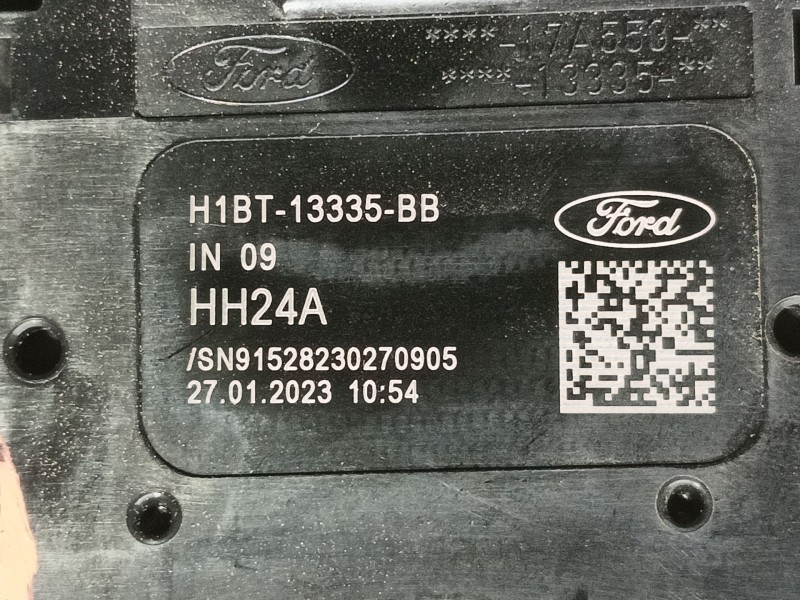 Ford
****-17A553-**
****-13335-**
H1BT-13335-BB
Ford
IN 09
HH24A
/SN91528230270905
27.01.2023 10:54